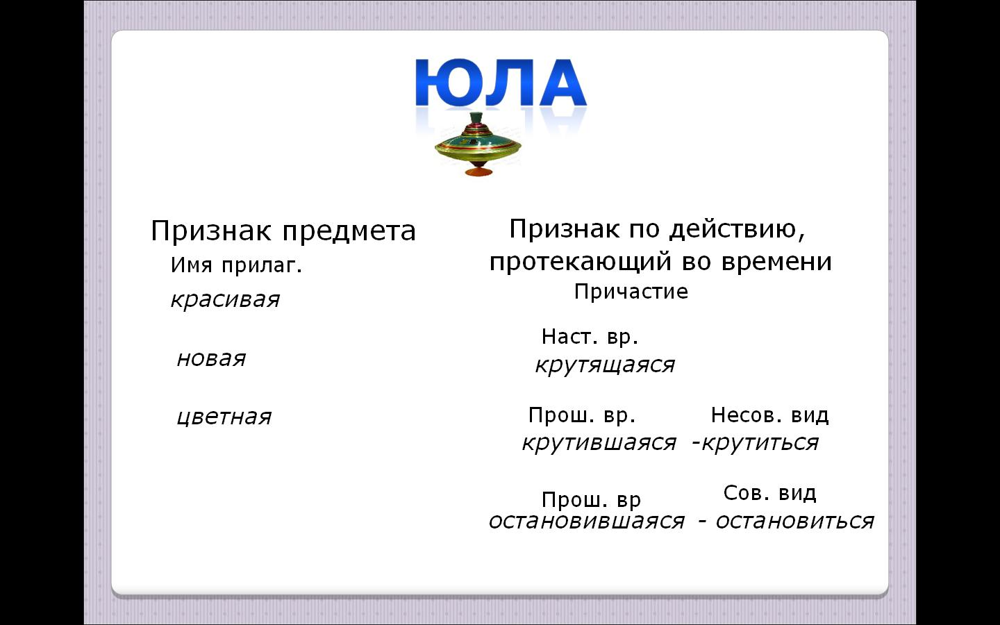 ЮЛА
Признак предмета
Имя прилаг.
красивая
новая
цветная
Признак по действию,
протекающий во времени
Причастие
Наст. вр.
крутящаяся
Прош. вр. Несов. вид
крутившаяся -крутиться
Прош. вр Сов. вид
остановившаяся - остановиться